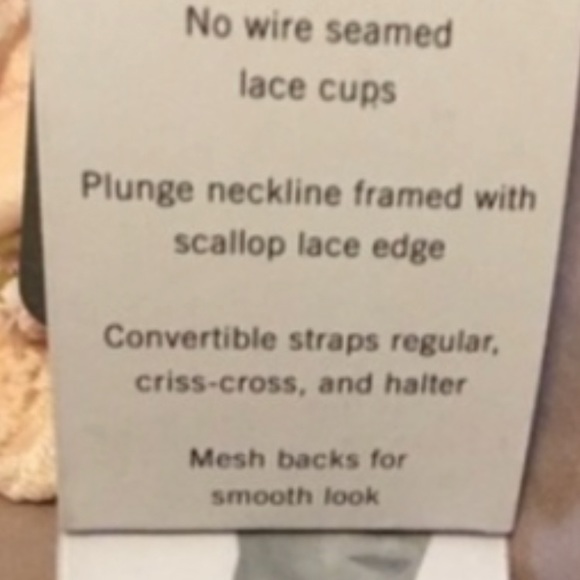 No wire seamed
lace cups
Plunge neckline framed with
scallop lace edge
Convertible straps regular,
criss-cross, and halter
Mesh backs for
smooth look